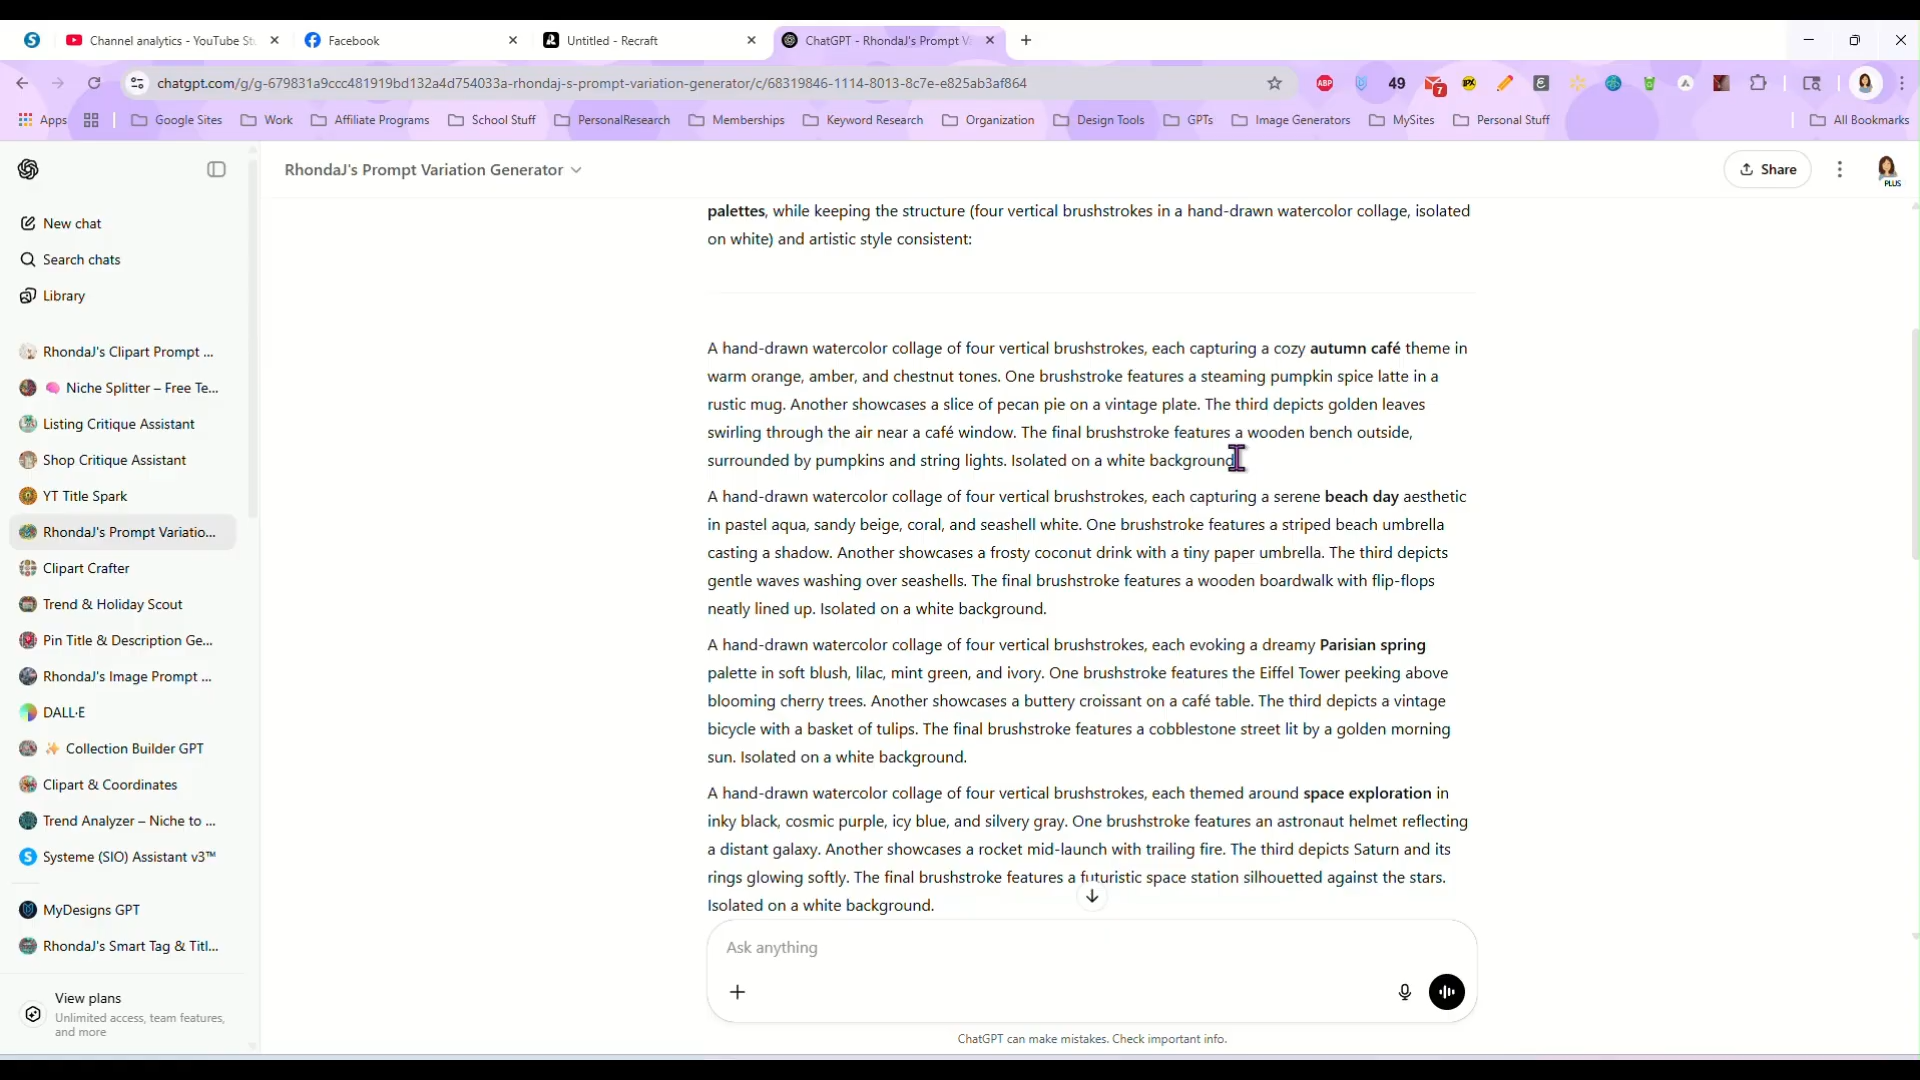 Channel analytics - YouTube St
Facebook
Untitled - Recraft
ChatGPT - RhondaJ's Prompt V
chatgpt.com/g/g-679831a9ccc481919bd132a4d754033a-rhondaj-s-prompt-variation-generator/c/68319846-1114-8013-8c7e-e825ab3af864
ABP
49
7
IPX
Apps
Google Sites
Work
Affiliate Programs
School Stuff
PersonalResearch
Memberships
Keyword Research
Organization
Design Tools
GPTs
Image Generators
MySites
Personal Stuff
All Bookmarks
RhondaJ's Prompt Variation Generator
Share
PLUS
New chat
Search chats
Library
RhondaJ's Clipart Prompt ...
Niche Splitter – Free Te...
Listing Critique Assistant
Shop Critique Assistant
YT Title Spark
RhondaJ's Prompt Variatio...
Clipart Crafter
Trend & Holiday Scout
Pin Title & Description Ge...
RhondaJ's Image Prompt ...
DALL·E
Collection Builder GPT
Clipart & Coordinates
Trend Analyzer – Niche to ...
Systeme (SIO) Assistant v3™
MyDesigns GPT
RhondaJ's Smart Tag & Titl...
View plans
Unlimited access, team features,
and more
palettes, while keeping the structure (four vertical brushstrokes in a hand-drawn watercolor collage, isolated
on white) and artistic style consistent:
A hand-drawn watercolor collage of four vertical brushstrokes, each capturing a cozy autumn café theme in
warm orange, amber, and chestnut tones. One brushstroke features a steaming pumpkin spice latte in a
rustic mug. Another showcases a slice of pecan pie on a vintage plate. The third depicts golden leaves
swirling through the air near a café window. The final brushstroke features a wooden bench outside,
surrounded by pumpkins and string lights. Isolated on a white background
A hand-drawn watercolor collage of four vertical brushstrokes, each capturing a serene beach day aesthetic
in pastel aqua, sandy beige, coral, and seashell white. One brushstroke features a striped beach umbrella
casting a shadow. Another showcases a frosty coconut drink with a tiny paper umbrella. The third depicts
gentle waves washing over seashells. The final brushstroke features a wooden boardwalk with flip-flops
neatly lined up. Isolated on a white background.
A hand-drawn watercolor collage of four vertical brushstrokes, each evoking a dreamy Parisian spring
palette in soft blush, lilac, mint green, and ivory. One brushstroke features the Eiffel Tower peeking above
blooming cherry trees. Another showcases a buttery croissant on a café table. The third depicts a vintage
bicycle with a basket of tulips. The final brushstroke features a cobblestone street lit by a golden morning
sun. Isolated on a white background.
A hand-drawn watercolor collage of four vertical brushstrokes, each themed around space exploration in
inky black, cosmic purple, icy blue, and silvery gray. One brushstroke features an astronaut helmet reflecting
a distant galaxy. Another showcases a rocket mid-launch with trailing fire. The third depicts Saturn and its
rings glowing softly. The final brushstroke features a futuristic space station silhouetted against the stars.
Isolated on a white background.
Ask anything
ChatGPT can make mistakes. Check important info.